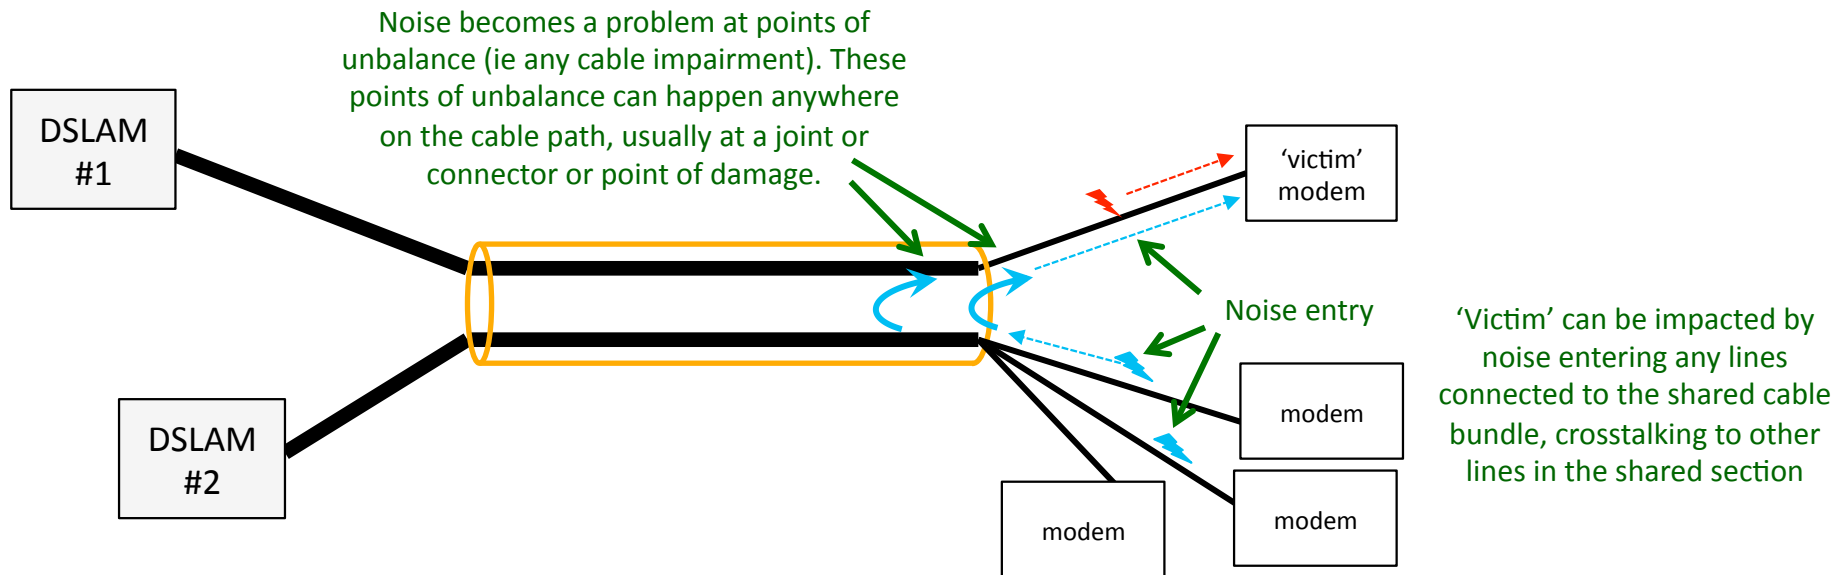 Noise becomes a problem at points of
unbalance (ie any cable impairment). These
points of unbalance can happen anywhere
on the cable path, usually at a joint or
connector or point of damage.
DSLAM
#1
‘victim’
modem
Noise entry
‘Victim’ can be impacted by
noise entering any lines
connected to the shared cable
bundle, crosstalking to other
lines in the shared section
DSLAM
#2
modem
modem
modem